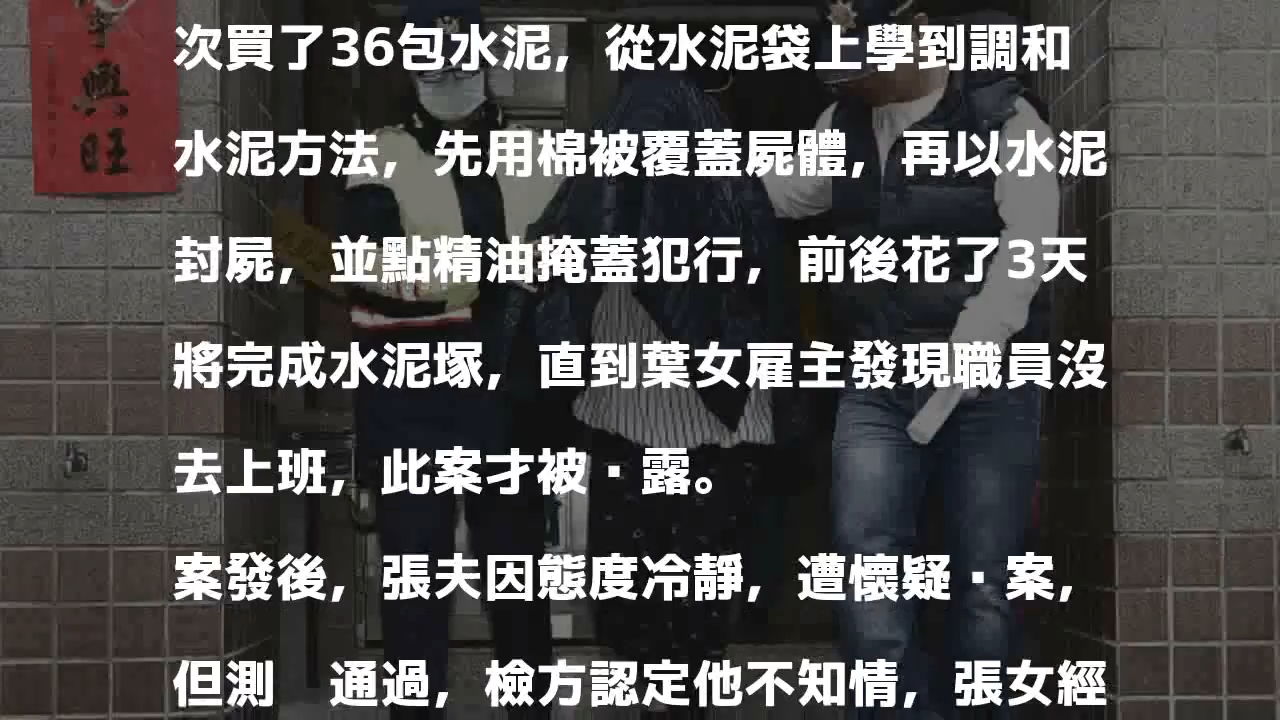 興
旺
次買了36包水泥，從水泥袋上學到調和
水泥方法，先用棉被覆蓋屍體，再以水泥
封屍，並點精油掩蓋犯行，前後花了3天
將完成水泥塚，直到葉女雇主發現職員沒
去上班，此案才被▪露。
案發後，張夫因態度冷靜，遭懷疑▪案，
但測　通過，檢方認定他不知情，張女經